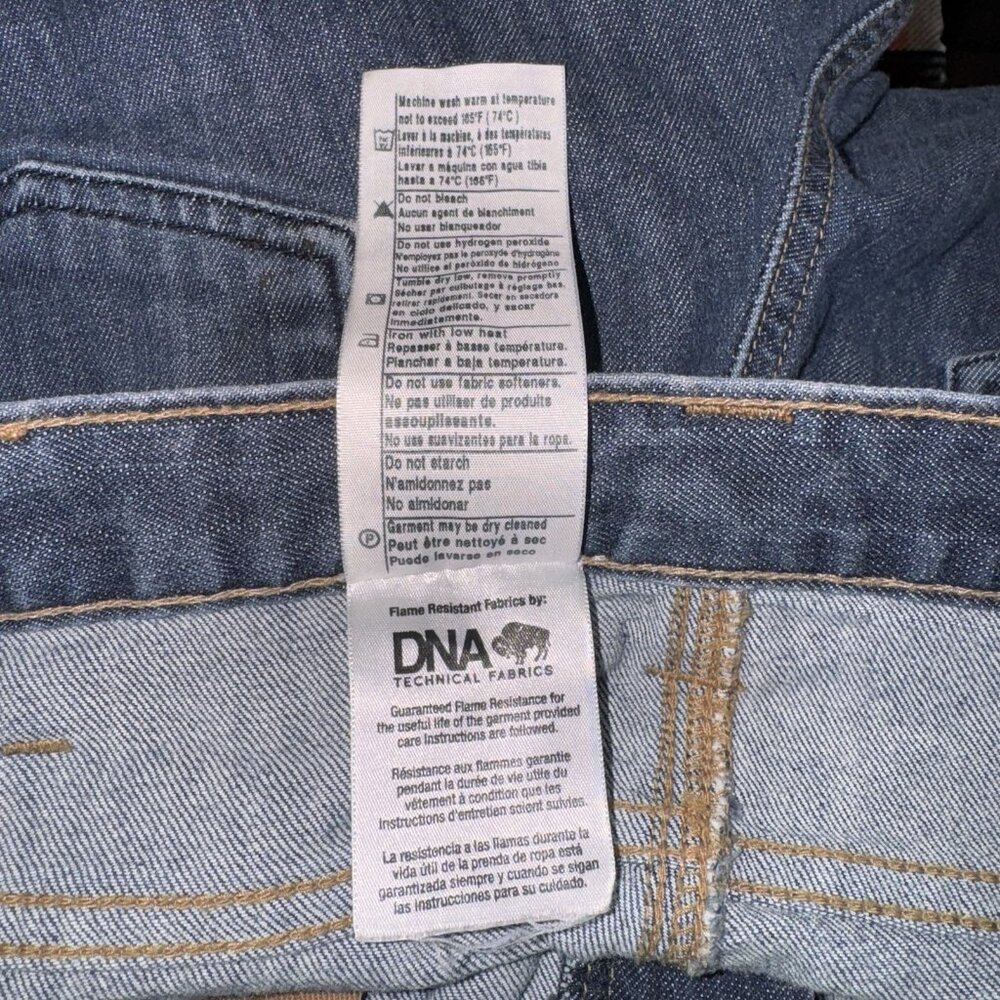 Machine wash warm at temperature
not to exceed 165°F (74°C)
Laver à la machine, à des températures
inférieures à 74°C (165°F)
Lavar a máquina con agua tibia
hasta a 74°C (165°F)
Do not bleach
Aucun agent de blanchiment
No usar blanqueador
Do not use hydrogen peroxide
N'employez pas le peroxyde d'hydrogène
No utilice el peróxido de hidrógeno
Tumble dry low, remove promptly
Sécher par culbutage à réglage bas,
retirer rapidement. Secar en secadora
en ciclo delicado, y sacar
inmediatamente.
Iron with low heat
Repasser à basse température.
Planchar a baja temperatura.
Do not use fabric softeners.
Ne pas utiliser de produits
assouplissante.
No use suavizantes para la ropa.
Do not starch
N'amidonnez pas
No almidonar
P
Garment may be dry cleaned
Peut être nettoyé à sec
Puede lavarse en seco
Flame Resistant Fabrics by:
DNA
TECHNICAL FABRICS
Guaranteed Flame Resistance for
the useful life of the garment provided
care instructions are followed.
Résistance aux flammes garantie
pendant la durée de vie utile du
vêtement à condition que les
instructions d'entretien soient suivies.
La resistencia a las llamas durante la
vida útil de la prenda de ropa está
garantizada siempre y cuando se sigan
las instrucciones para su cuidado.